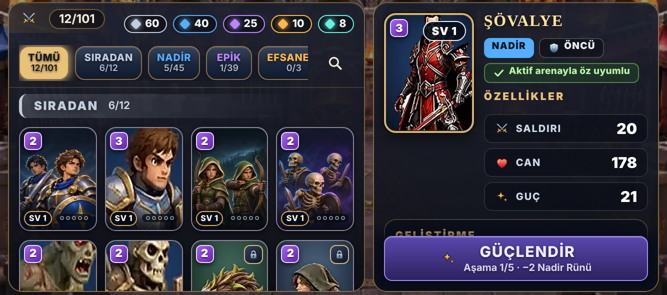 12/101
60
40
25
10
8
TÜMÜ
12/101
SIRADAN
6/12
NADİR
5/45
EPİK
1/39
EFSANE
0/3
SIRADAN 6/12
2
3
2
2
SV 1
SV 1
SV 1
SV 1
2
2
2
2
3
SV 1
ŞÖVALYE
NADİR
ÖNCÜ
Aktif arenayla öz uyumlu
ÖZELLİKLER
SALDIRI 20
CAN 178
GÜÇ 21
GELİŞTİRME
GÜÇLENDİR
Aşama 1/5 · −2 Nadir Rünü